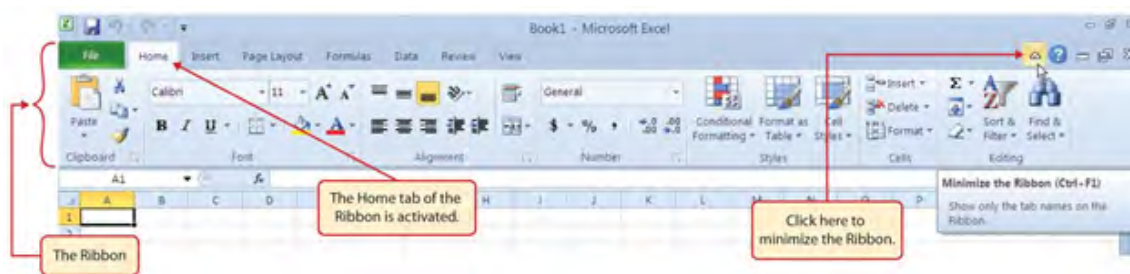 Book1 - Microsoft Excel
File Home Insert Page Layout Formulas Data Review View
Calibri 11 General Insert Σ
Paste B I U $ % , Conditional Format as Cell Delete Sort & Find &
Formatting Table Styles Format Filter Select
Clipboard Font Alignment Number Styles Cells Editing
A1 fx
A B C D H I J K L M N O P
1
The Home tab of the
Ribbon is activated.
Click here to
minimize the Ribbon.
Minimize the Ribbon (Ctrl+F1)
Show only the tab names on the
Ribbon.
The Ribbon